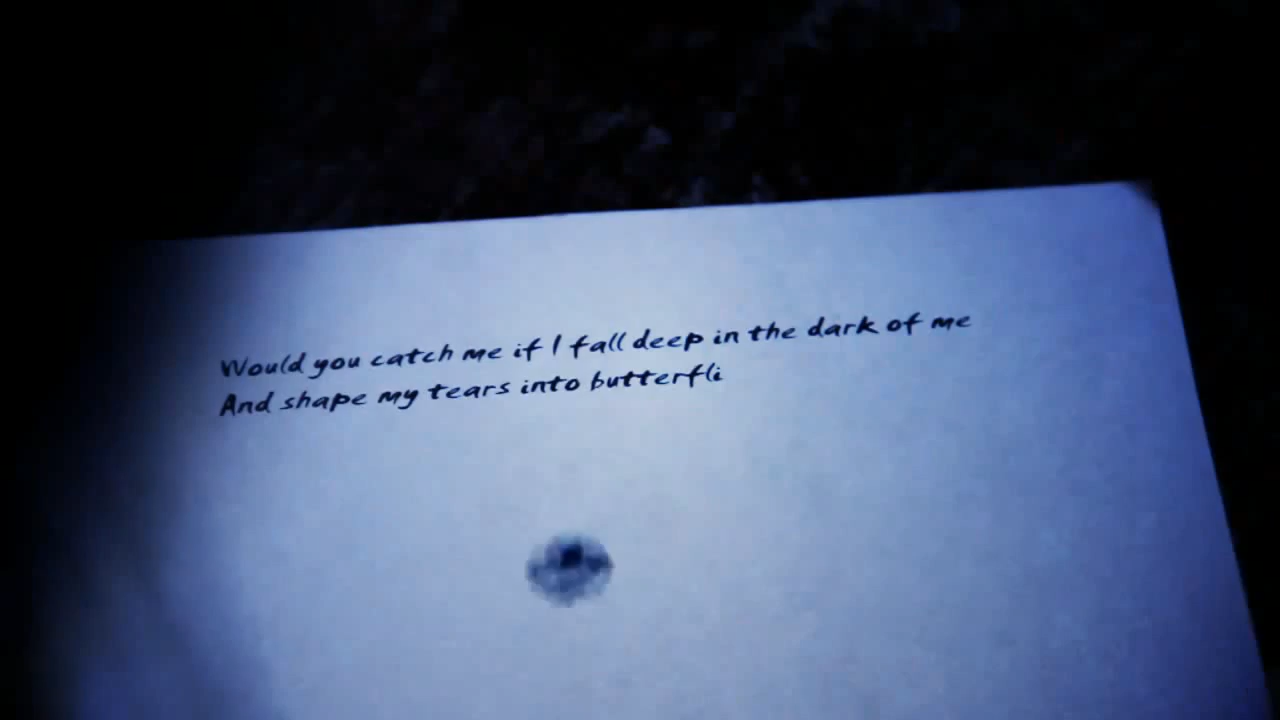 Would you catch me if I fall deep in the dark of me
And shape my tears into butterfli